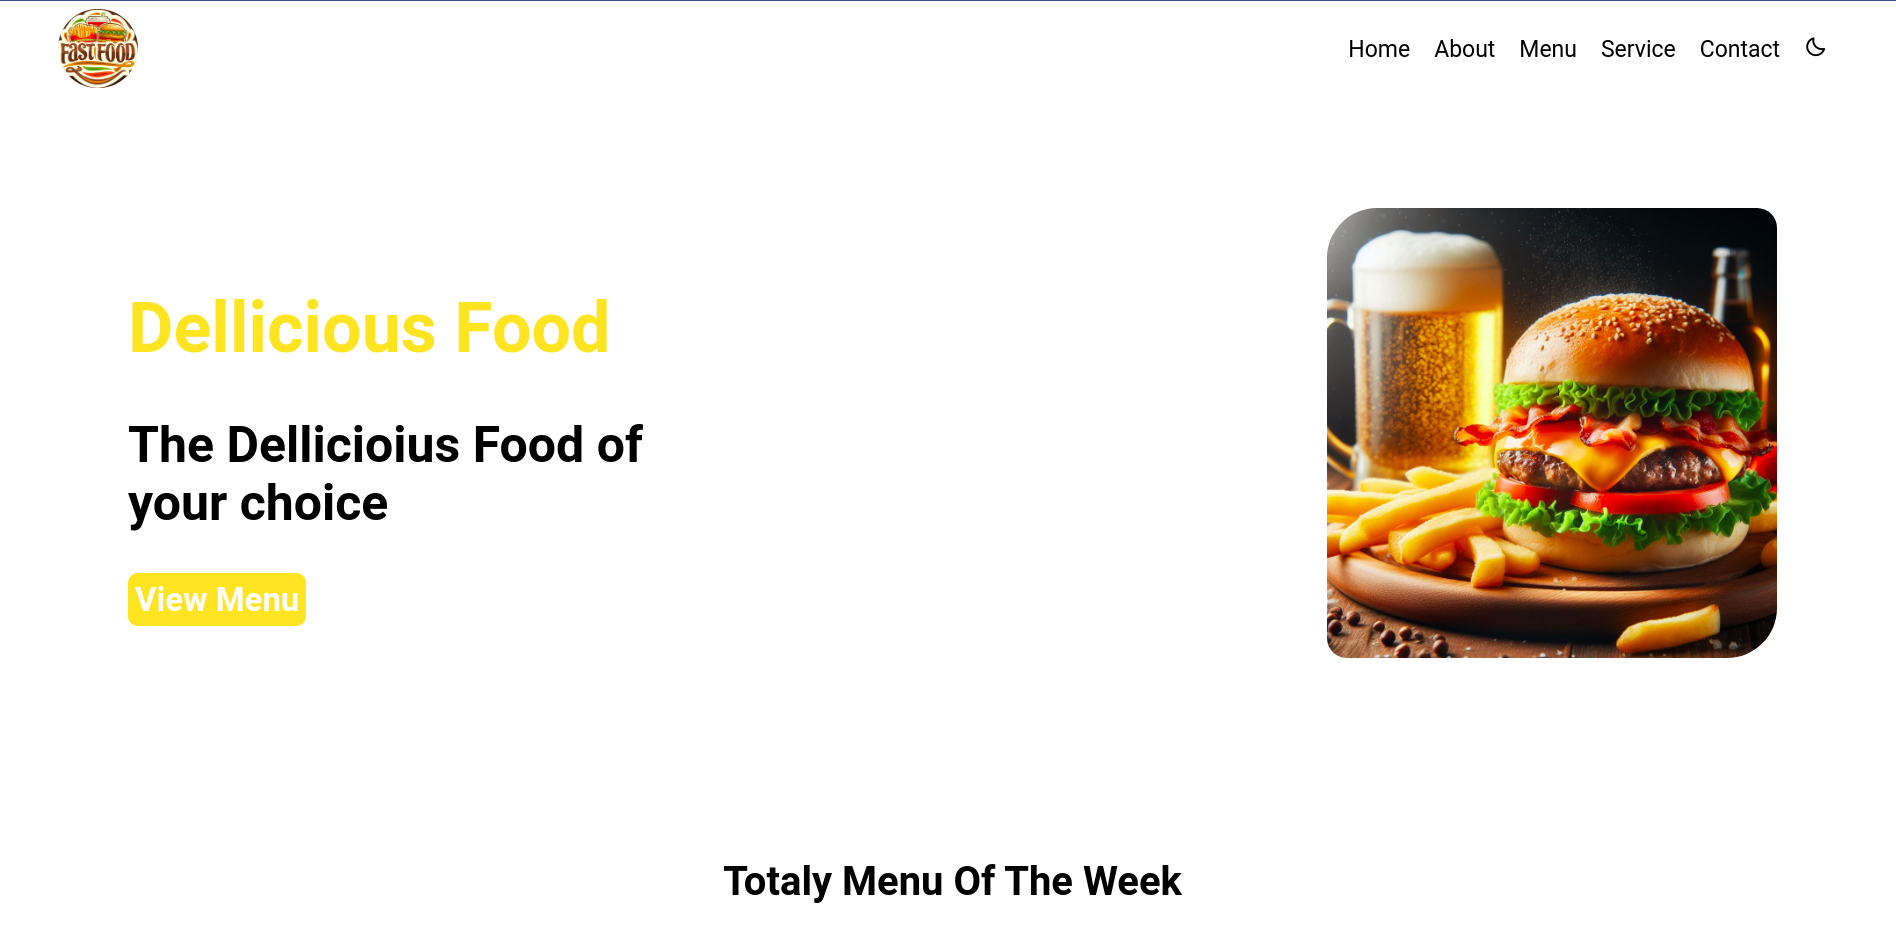 FAST FOOD
Home About Menu Service Contact
Dellicious Food
The Dellicioius Food of
your choice
View Menu
Totaly Menu Of The Week